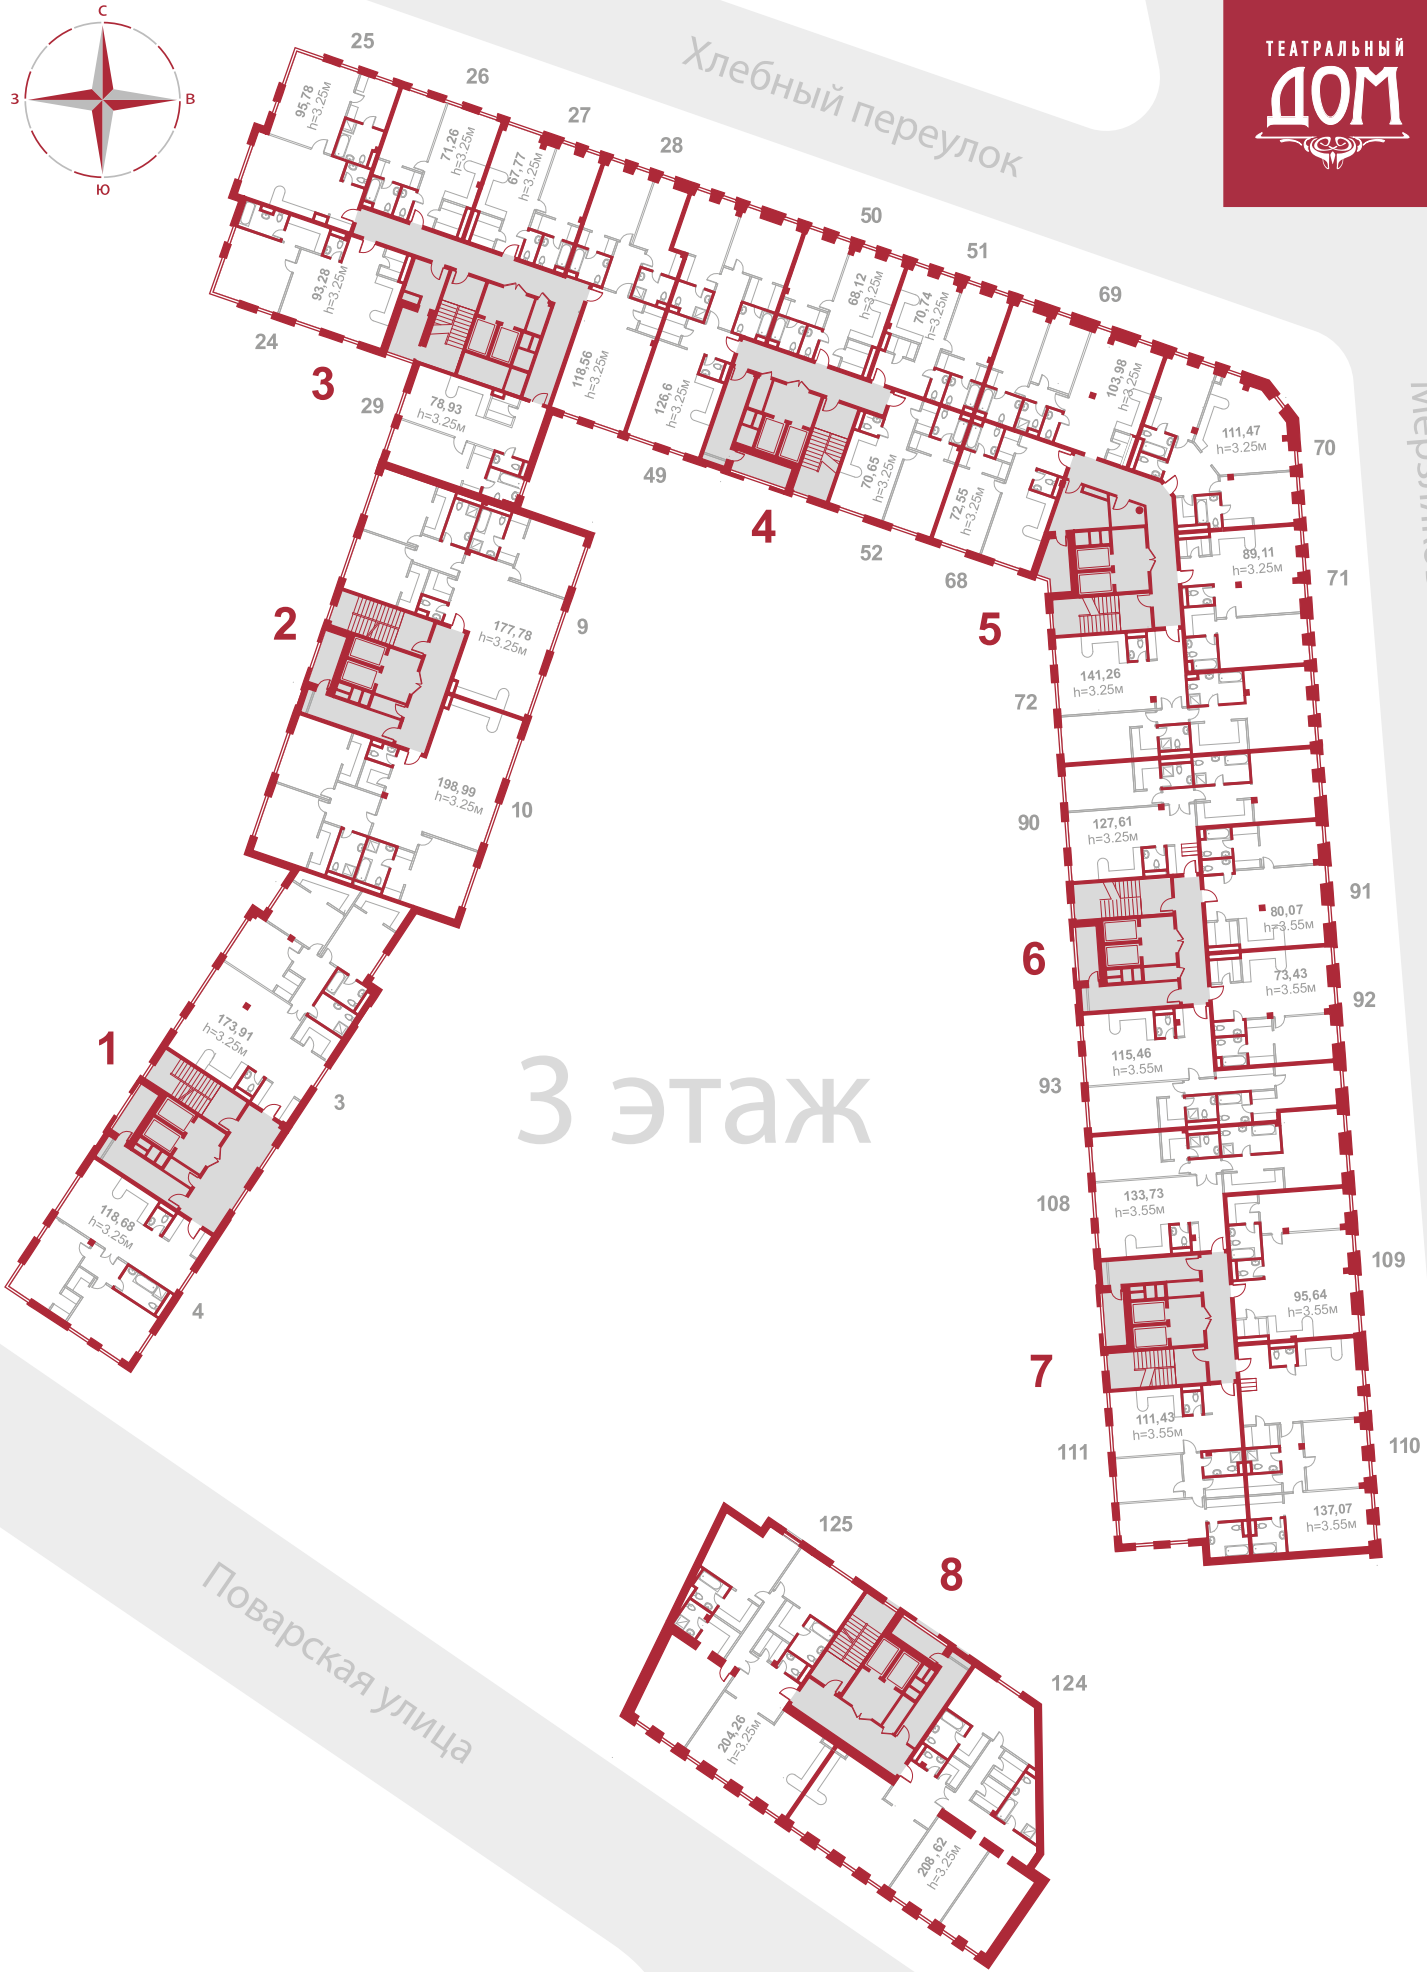 С
З
В
Ю
ТЕАТРАЛЬНЫЙ
ДОМ
Хлебный переулок
25
26
27
28
50
51
69
70
71
95,78
h=3.25м
71,26
h=3.25м
67,77
h=3.25м
68,12
h=3.25м
70,74
h=3.25м
103,98
h=3.25м
111,47
h=3.25м
93,28
h=3.25м
24
3
29
78,93
h=3.25м
118,56
h=3.25м
126,6
h=3.25м
49
4
70,65
h=3.25м
52
72,55
h=3.25м
68
5
89,11
h=3.25м
2
177,78
h=3.25м
9
141,26
h=3.25м
72
198,99
h=3.25м
10
90
127,61
h=3.25м
91
80,07
h=3.55м
6
73,43
h=3.55м
92
173,91
h=3.25м
1
3
3 этаж
115,46
h=3.55м
93
118,68
h=3.25м
4
108
133,73
h=3.55м
109
95,64
h=3.55м
7
111,43
h=3.55м
111
110
137,07
h=3.55м
Поварская улица
125
8
124
204,26
h=3.25м
208,62
h=3.25м